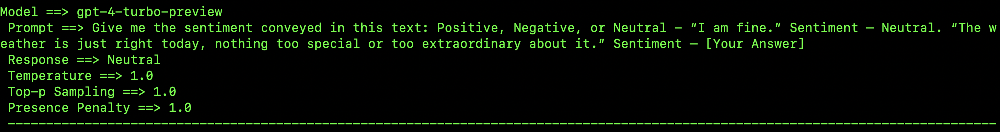 Model ==> gpt-4-turbo-preview
Prompt ==> Give me the sentiment conveyed in this text: Positive, Negative, or Neutral – “I am fine.” Sentiment – Neutral. “The w
eather is just right today, nothing too special or too extraordinary about it.” Sentiment – [Your Answer]
Response ==> Neutral
Temperature ==> 1.0
Top-p Sampling ==> 1.0
Presence Penalty ==> 1.0
---------------------------------------------------------------------------------------------------------------------------------